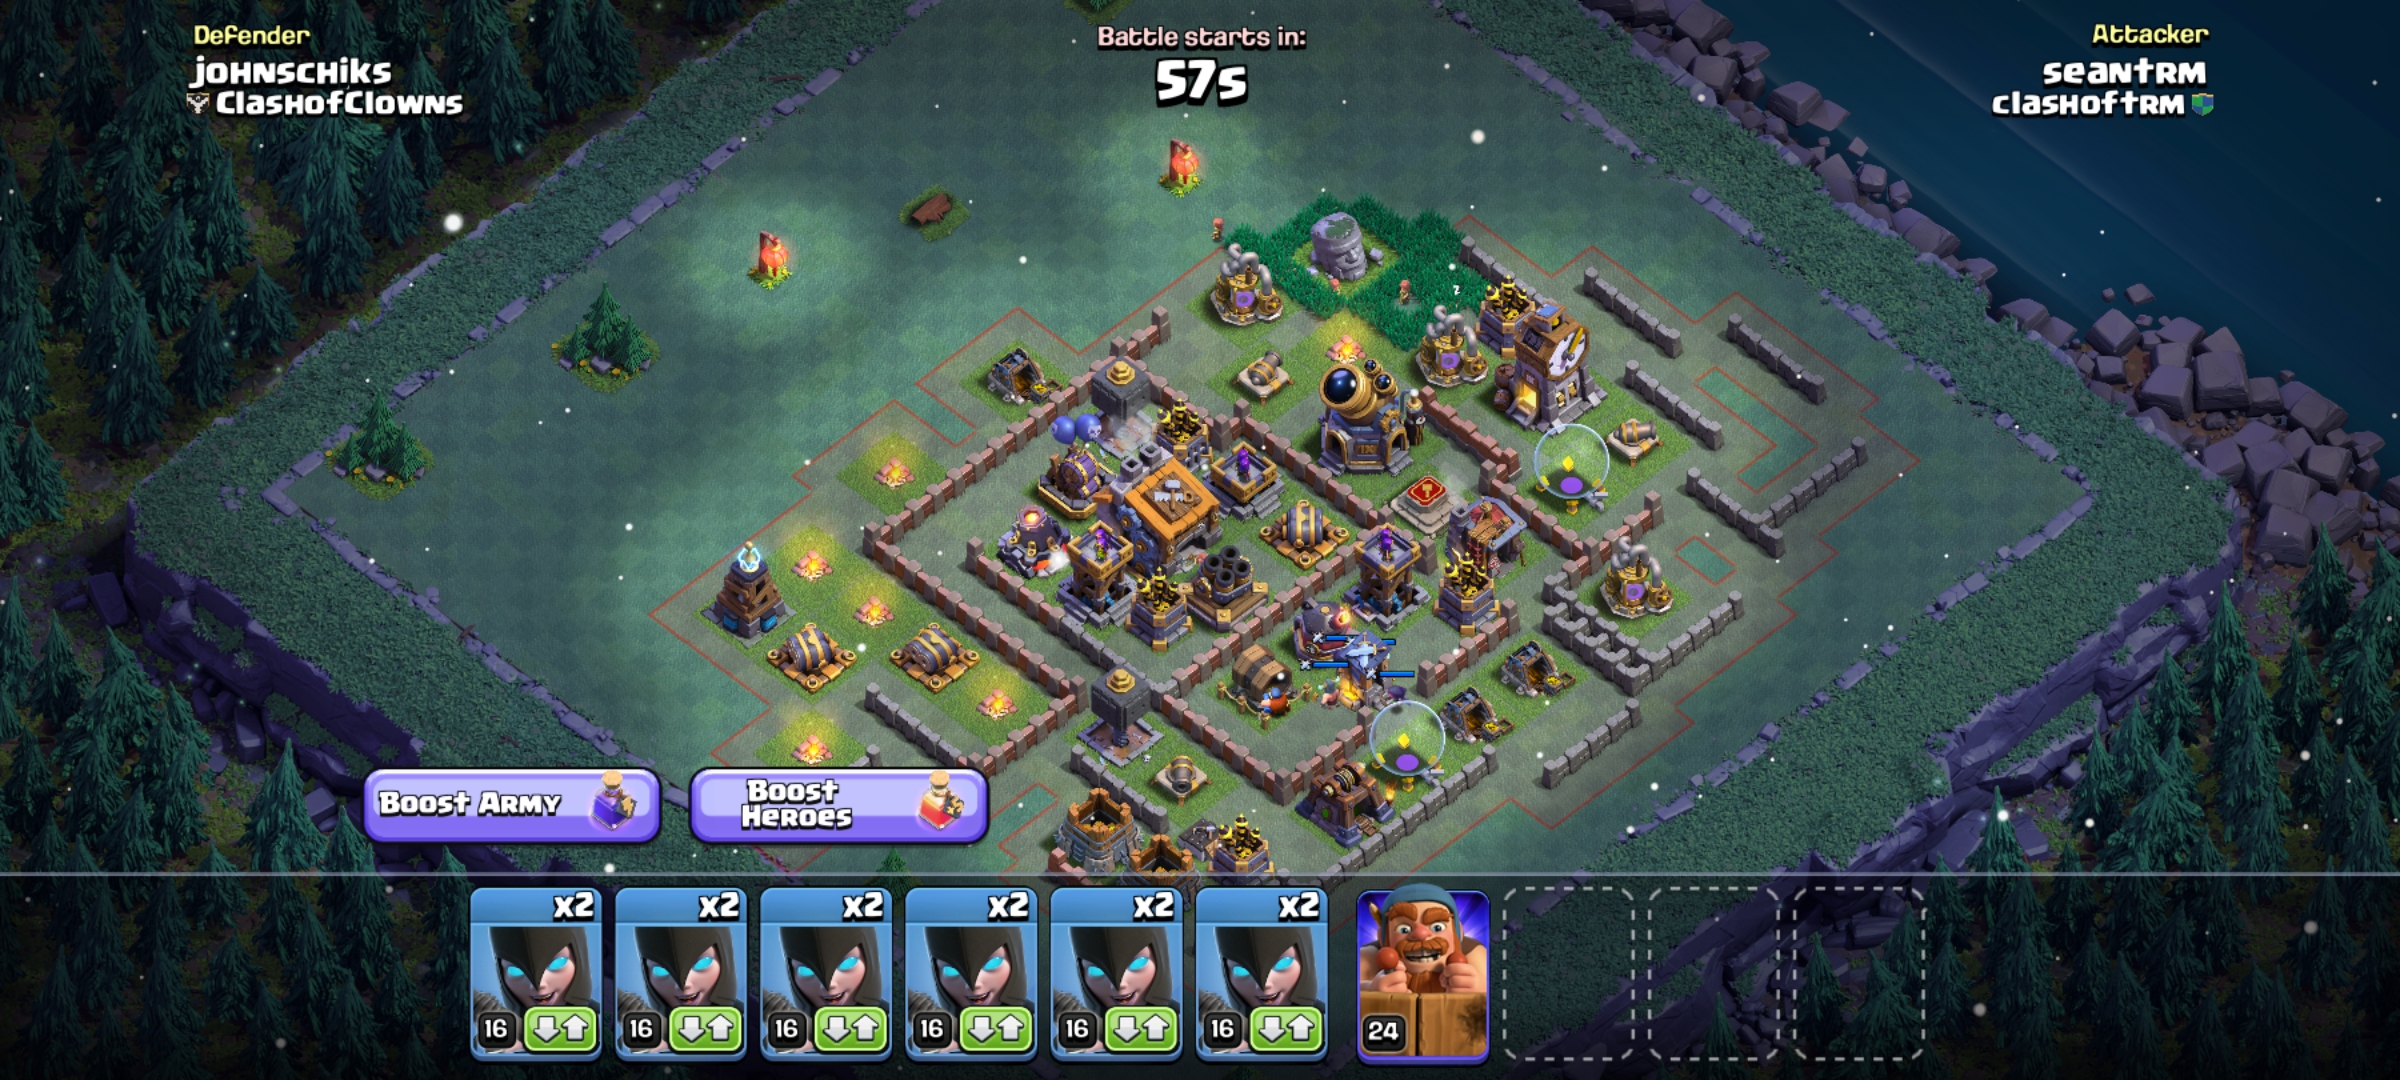 Defender
johnschiks
ClashofClowns
Battle starts in:
57s
Attacker
seantRM
clashoftRM
z
Boost Army
Boost
Heroes
x2
x2
x2
x2
x2
x2
16
16
16
16
16
16
24